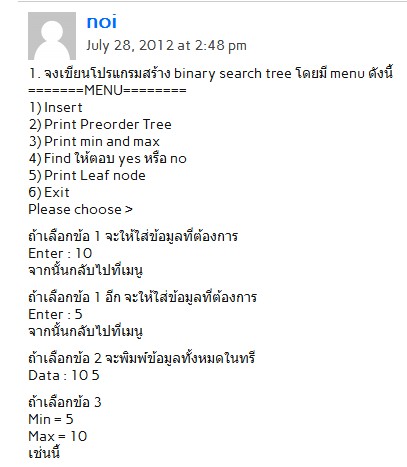 noi
July 28, 2012 at 2:48 pm
1. จงเขียนโปรแกรมสร้าง binary search tree โดยมี menu ดังนี้
=======MENU========
1) Insert
2) Print Preorder Tree
3) Print min and max
4) Find ให้ตอบ yes หรือ no
5) Print Leaf node
6) Exit
Please choose >
ถ้าเลือกข้อ 1 จะให้ใส่ข้อมูลที่ต้องการ
Enter : 10
จากนั้นกลับไปที่เมนู
ถ้าเลือกข้อ 1 อีก จะให้ใส่ข้อมูลที่ต้องการ
Enter : 5
จากนั้นกลับไปที่เมนู
ถ้าเลือกข้อ 2 จะพิมพ์ข้อมูลทั้งหมดในทรี
Data : 10 5
ถ้าเลือกข้อ 3
Min = 5
Max = 10
เช่นนี้